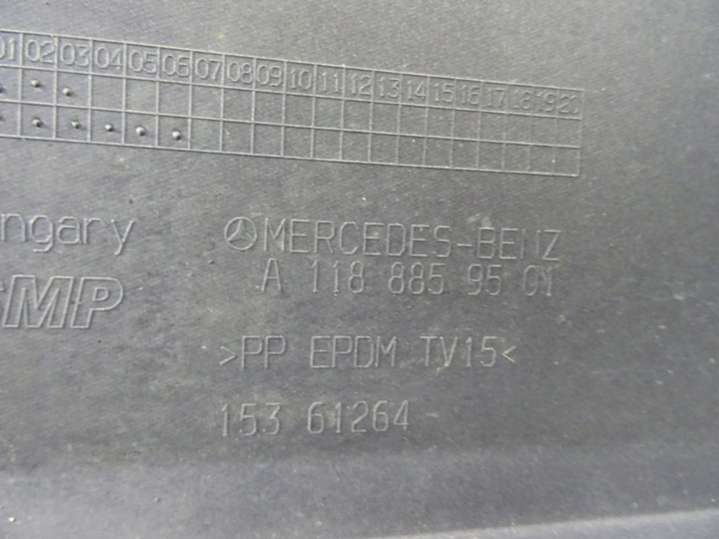 01 02 03 04 05 06 07 08 09 10 11 12 13 14 15 16 17 18 19 20
ngary
MERCEDES-BENZ
A 118 885 95 01
SMP
>PP EPDM TV15<
153 61264